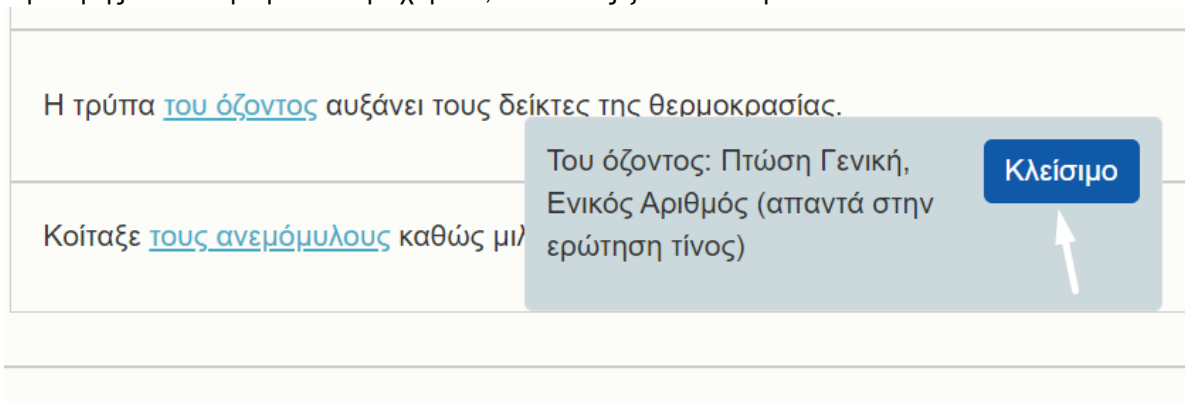 Η τρύπα του όζοντος αυξάνει τους δείκτες της θερμοκρασίας.
Του όζοντος: Πτώση Γενική,
Ενικός Αριθμός (απαντά στην
ερώτηση τίνος)
Κλείσιμο
Κοίταξε τους ανεμόμυλους καθώς